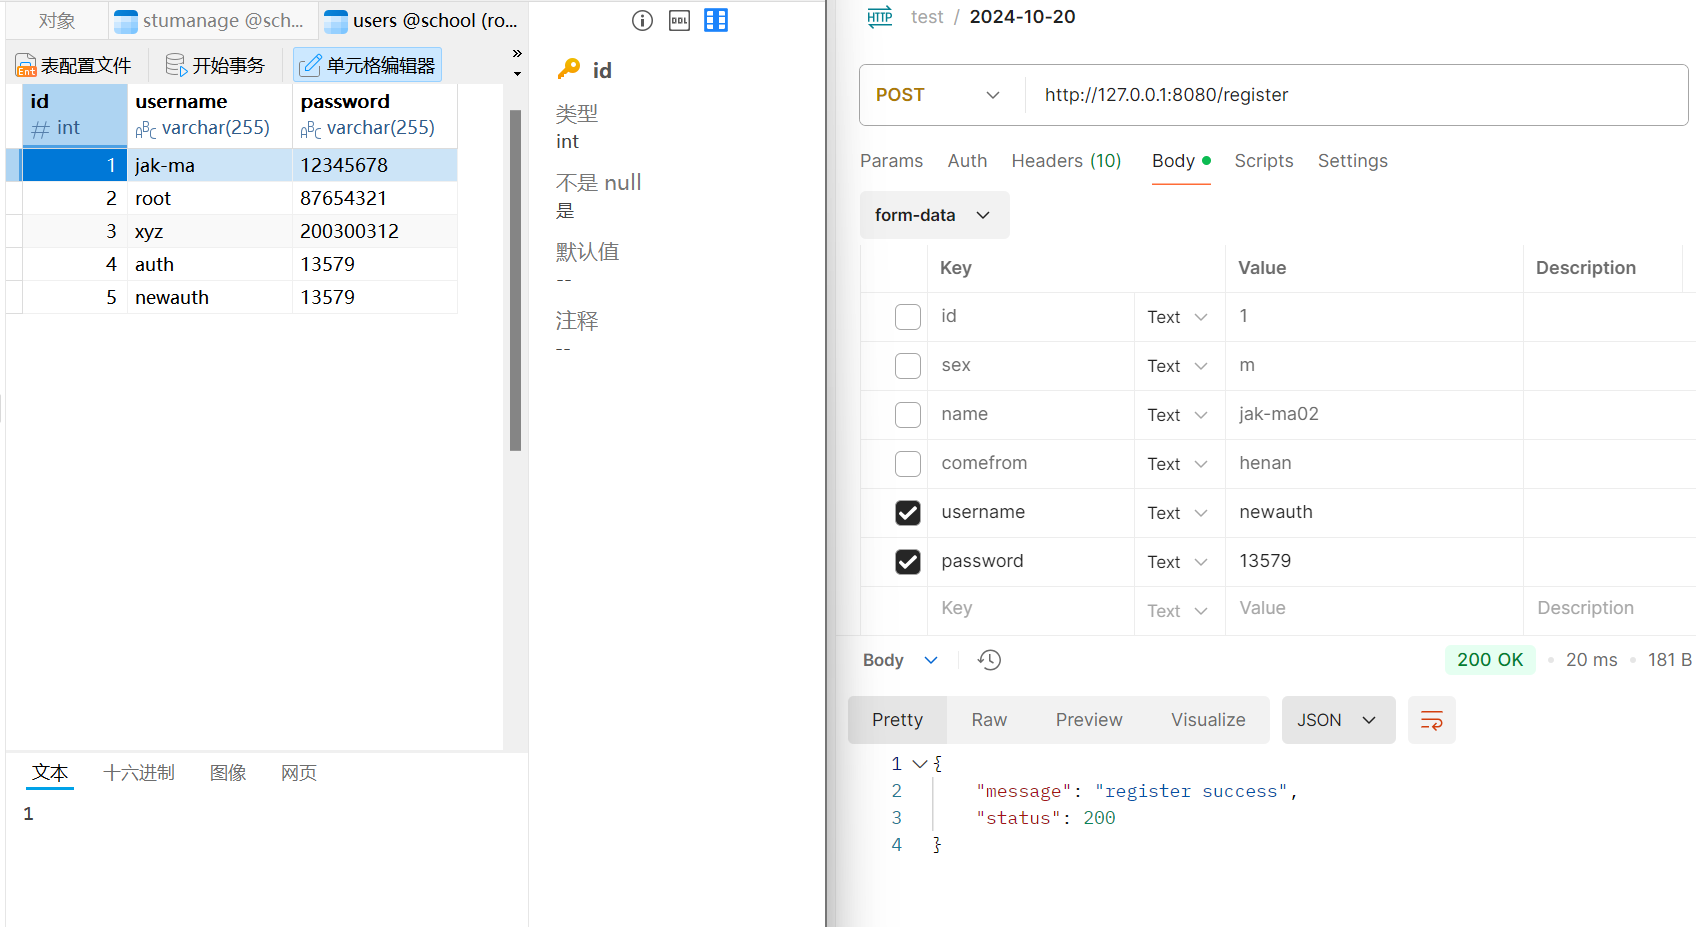 对象
stumanage @sch...
users @school (ro...
Ent 表配置文件
开始事务
单元格编辑器
»
id
# int
username
ABC varchar(255)
password
ABC varchar(255)
1 jak-ma 12345678
2 root 87654321
3 xyz 200300312
4 auth 13579
5 newauth 13579
文本
十六进制
图像
网页
1
DDL
id
类型
int
不是 null
是
默认值
--
注释
--
HTTP test / 2024-10-20
POST http://127.0.0.1:8080/register
Params Auth Headers (10) Body Scripts Settings
form-data
Key Value Description
id Text 1
sex Text m
name Text jak-ma02
comefrom Text henan
username Text newauth
password Text 13579
Key Text Value Description
Body 200 OK • 20 ms • 181 B
Pretty Raw Preview Visualize JSON
1 {
2 "message": "register success",
3 "status": 200
4 }